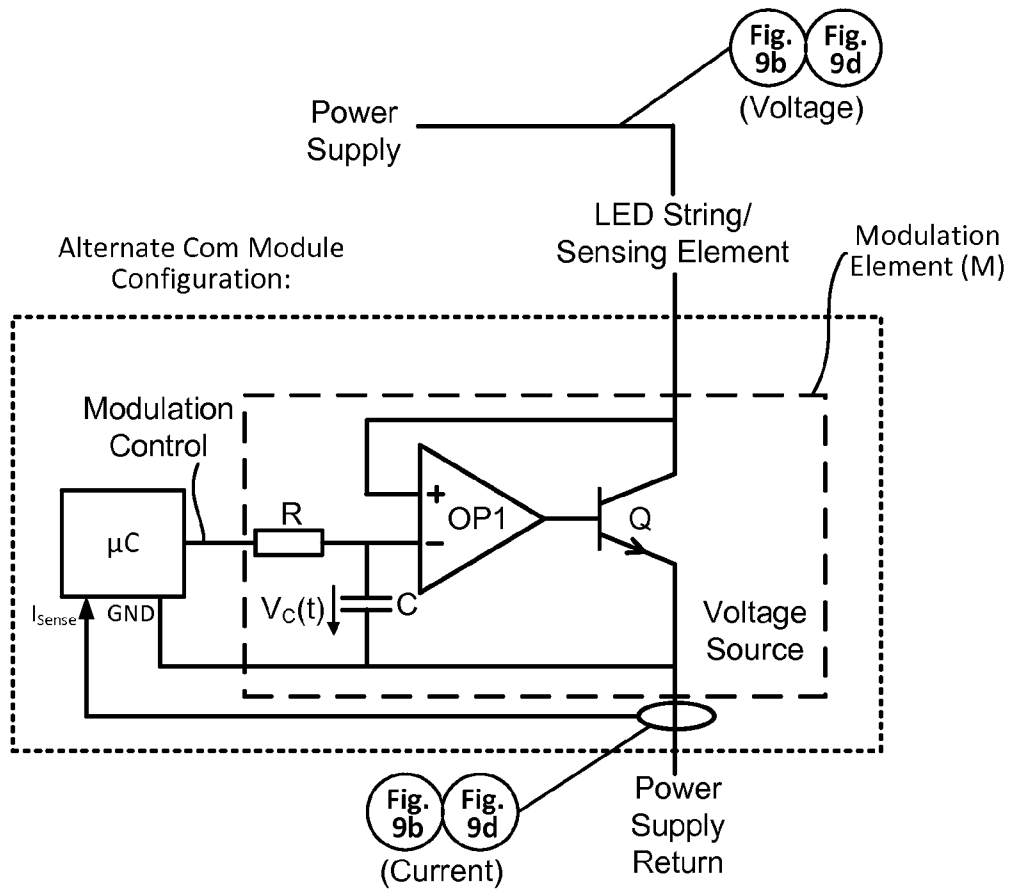 Fig.
9b
Fig.
9d
(Voltage)
Power
Supply
LED String/
Sensing Element
Modulation
Element (M)
Alternate Com Module
Configuration:
Modulation
Control
R
+
OP1
−
Q
µC
VC(t)
C
ISense
GND
Voltage
Source
Fig.
9b
Fig.
9d
(Current)
Power
Supply
Return